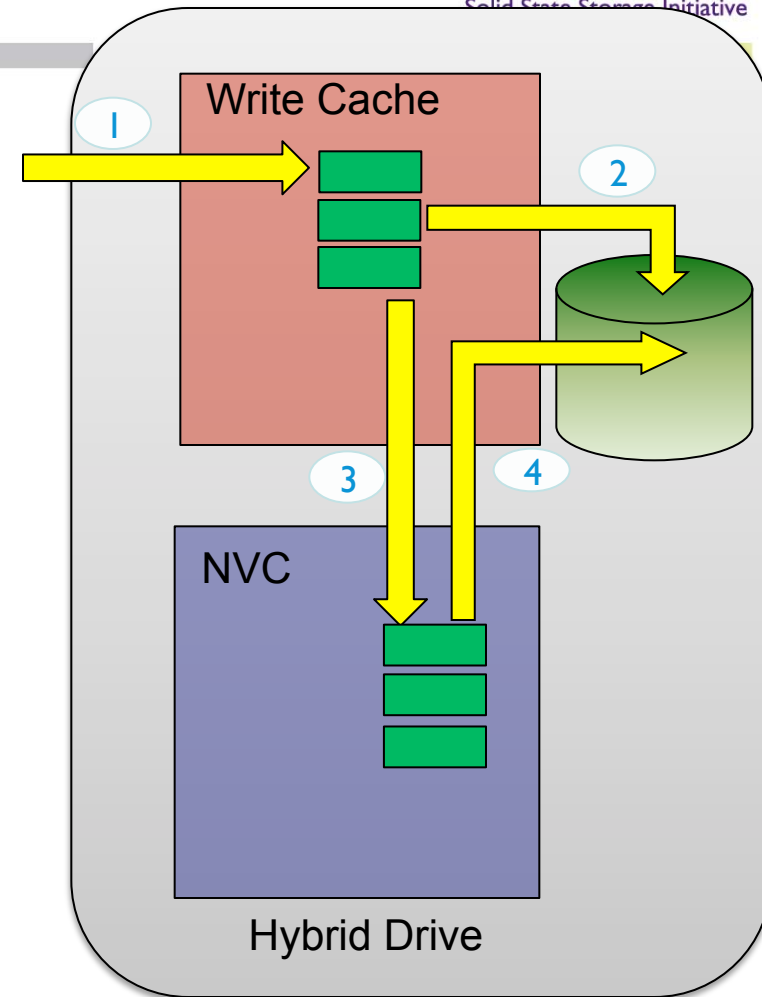 Solid State Storage Initiative
Write Cache
1
2
3
4
NVC
Hybrid Drive